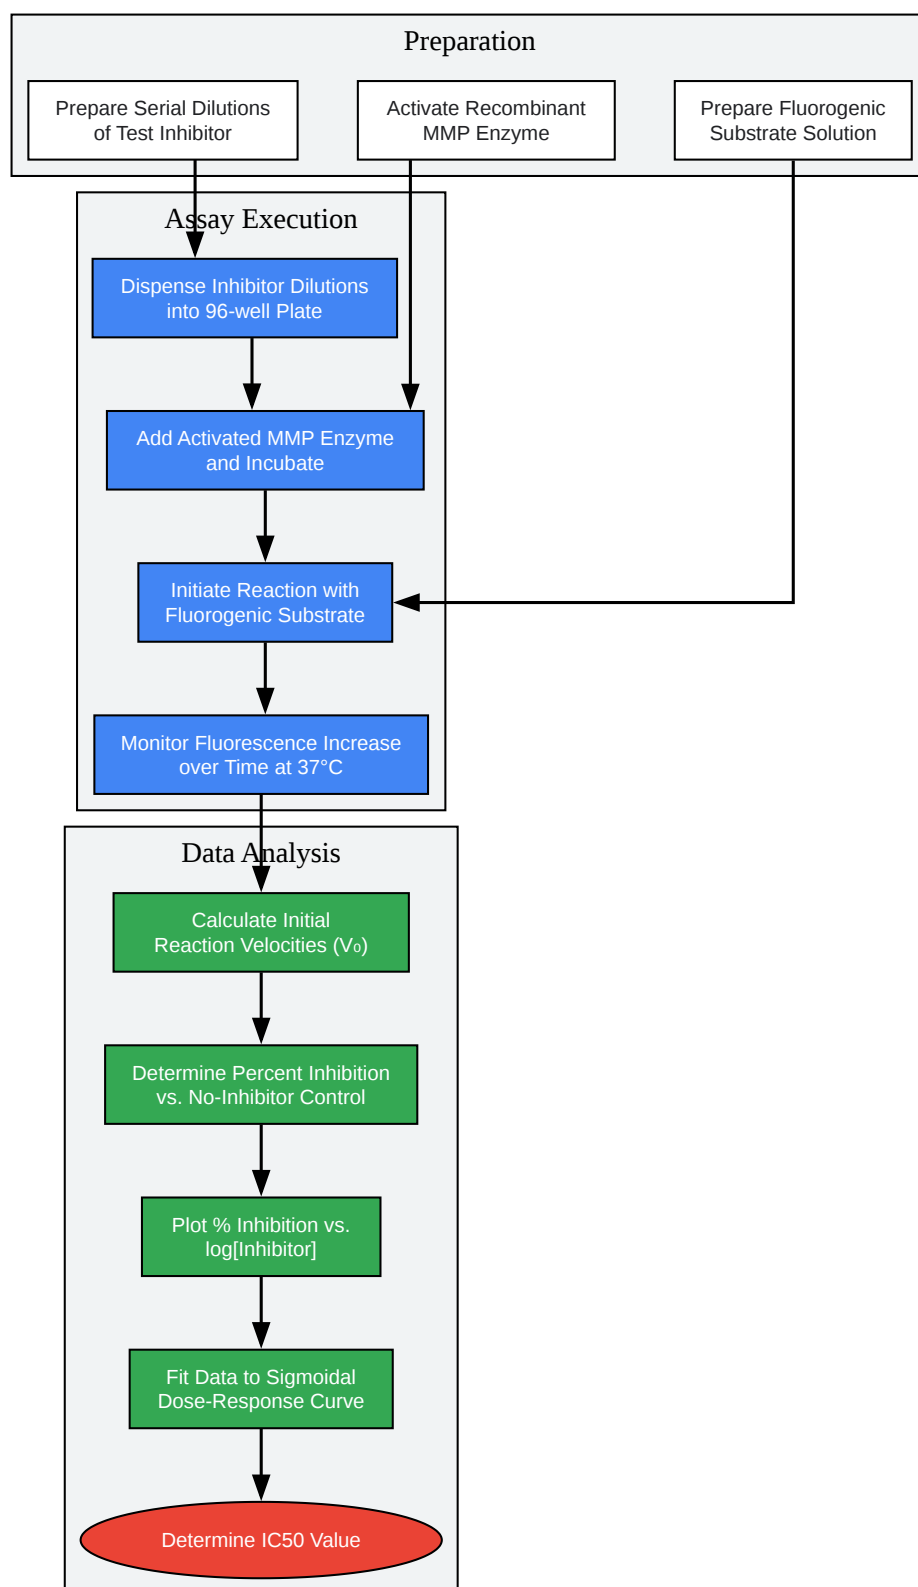 Preparation
Prepare Serial Dilutions
of Test Inhibitor
Activate Recombinant
MMP Enzyme
Prepare Fluorogenic
Substrate Solution
Assay Execution
Dispense Inhibitor Dilutions
into 96-well Plate
Add Activated MMP Enzyme
and Incubate
Initiate Reaction with
Fluorogenic Substrate
Monitor Fluorescence Increase
over Time at 37°C
Data Analysis
Calculate Initial
Reaction Velocities (V₀)
Determine Percent Inhibition
vs. No-Inhibitor Control
Plot % Inhibition vs.
log[Inhibitor]
Fit Data to Sigmoidal
Dose-Response Curve
Determine IC50 Value